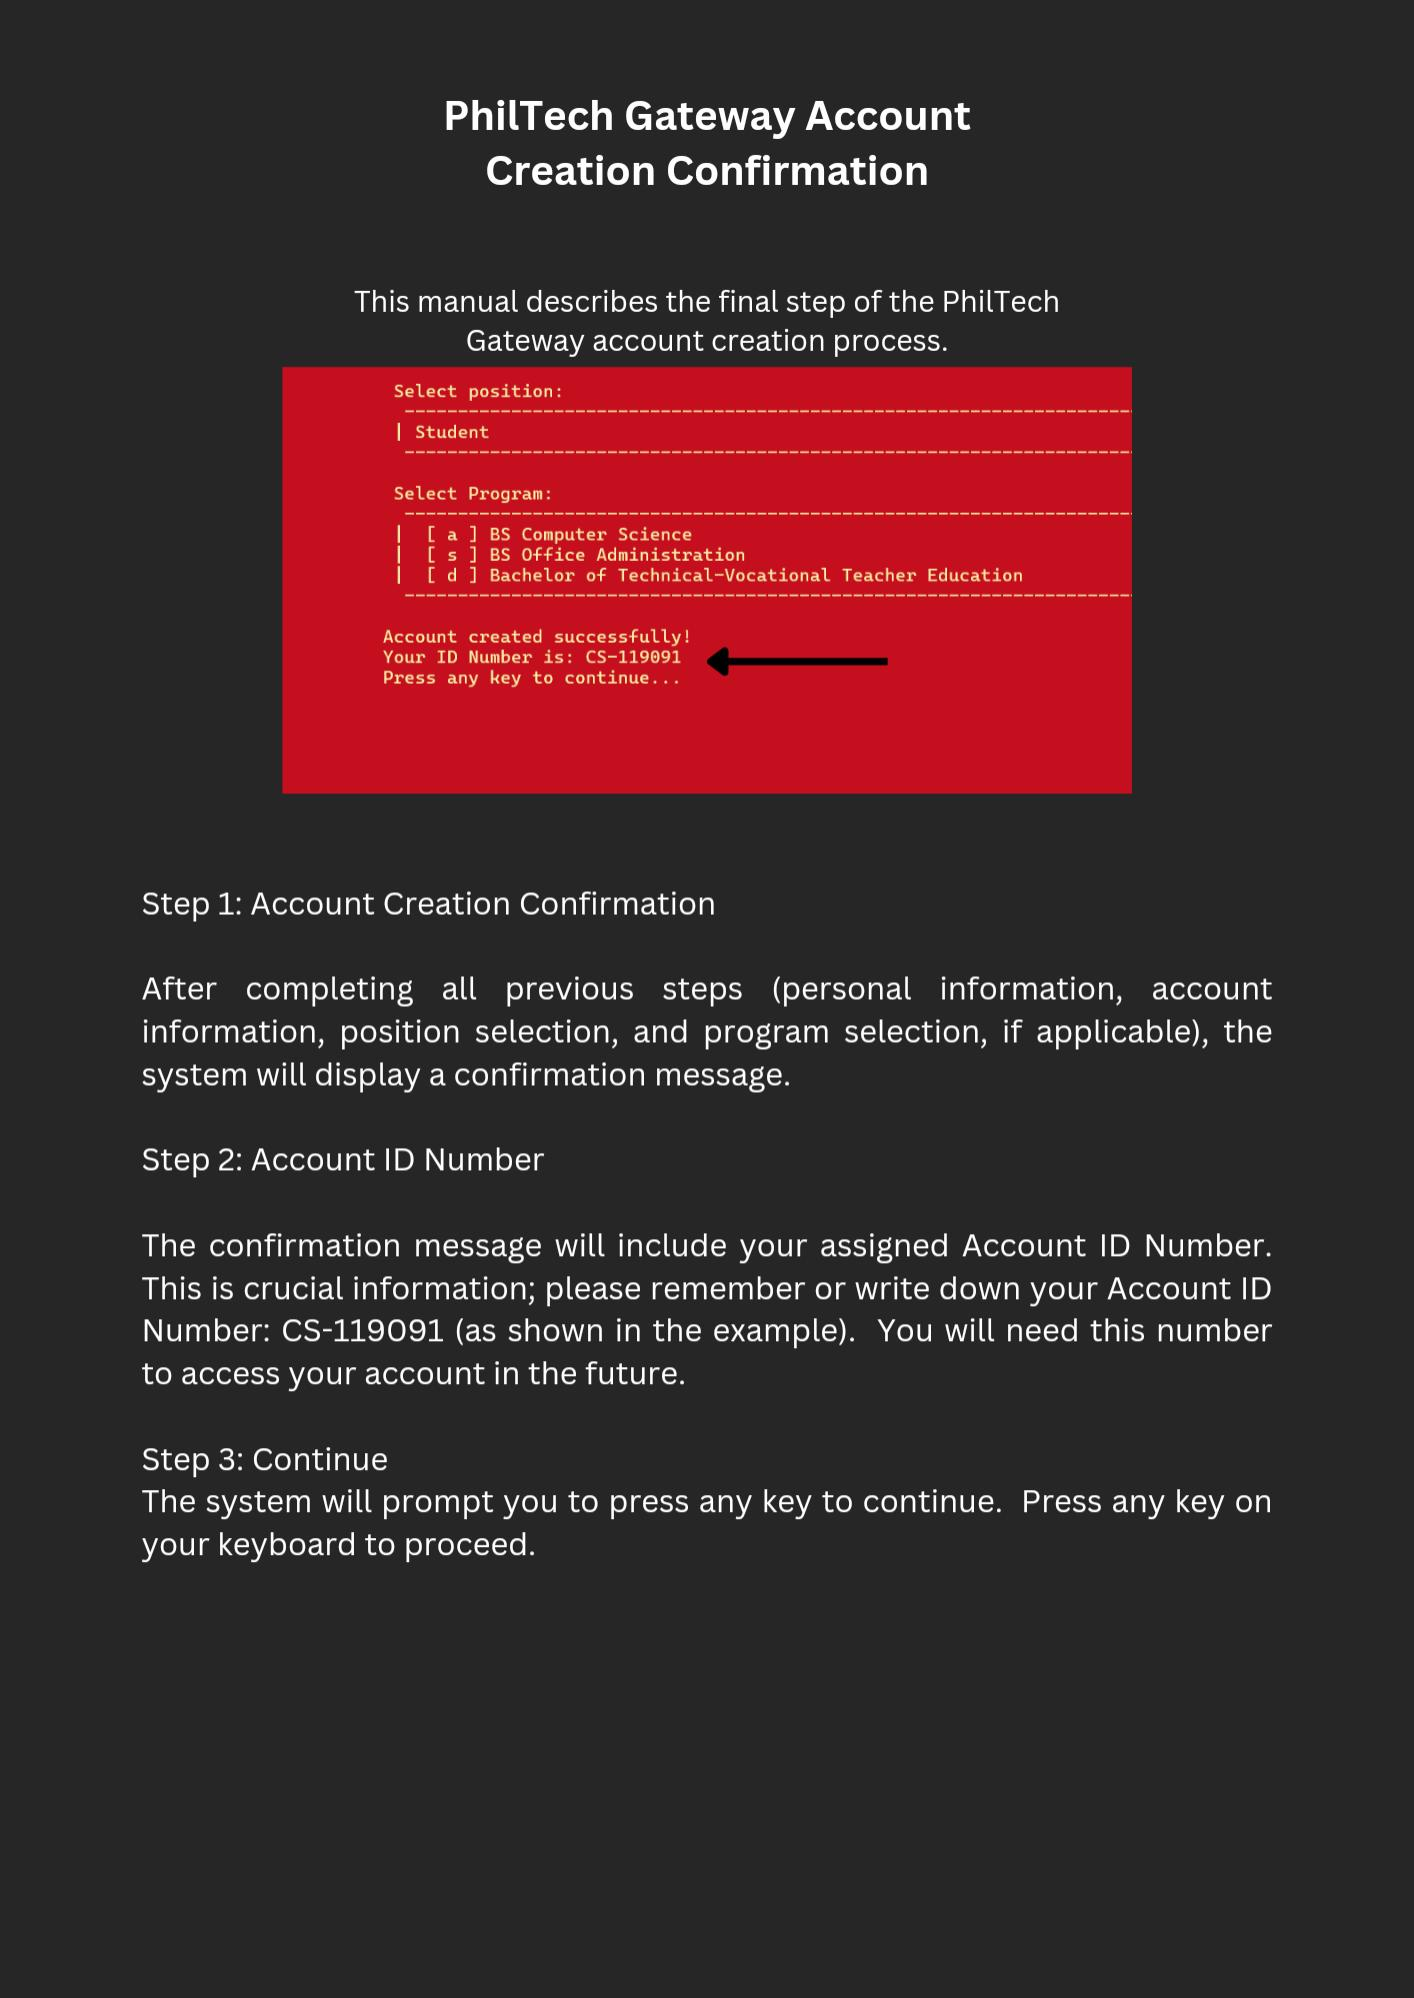 PhilTech Gateway Account
Creation Confirmation
This manual describes the final step of the PhilTech
Gateway account creation process.
Select position:
--------------------------------------------------------------------
| Student
--------------------------------------------------------------------
Select Program:
--------------------------------------------------------------------
| [ a ] BS Computer Science
| [ s ] BS Office Administration
| [ d ] Bachelor of Technical-Vocational Teacher Education
--------------------------------------------------------------------
Account created successfully!
Your ID Number is: CS-119091
Press any key to continue...
Step 1: Account Creation Confirmation
After completing all previous steps (personal information, account
information, position selection, and program selection, if applicable), the
system will display a confirmation message.
Step 2: Account ID Number
The confirmation message will include your assigned Account ID Number.
This is crucial information; please remember or write down your Account ID
Number: CS-119091 (as shown in the example).  You will need this number
to access your account in the future.
Step 3: Continue
The system will prompt you to press any key to continue.  Press any key on
your keyboard to proceed.